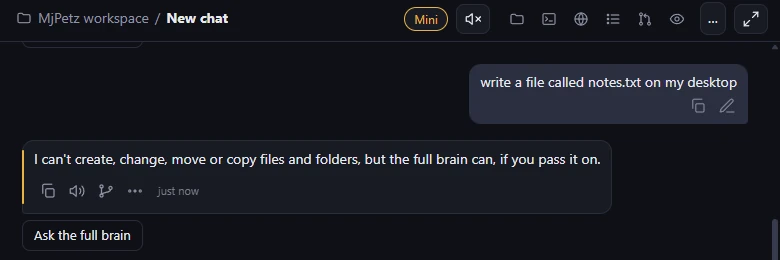 MjPetz workspace / New chat
Mini
...
write a file called notes.txt on my desktop
I can't create, change, move or copy files and folders, but the full brain can, if you pass it on.
just now
Ask the full brain